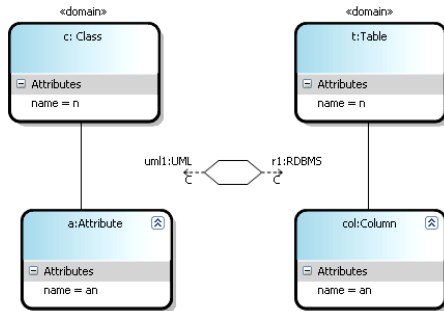 «domain»
c: Class
Attributes
name = n
«domain»
t:Table
Attributes
name = n
uml1:UML
C
r1:RDBMS
C
a:Attribute
Attributes
name = an
col:Column
Attributes
name = an